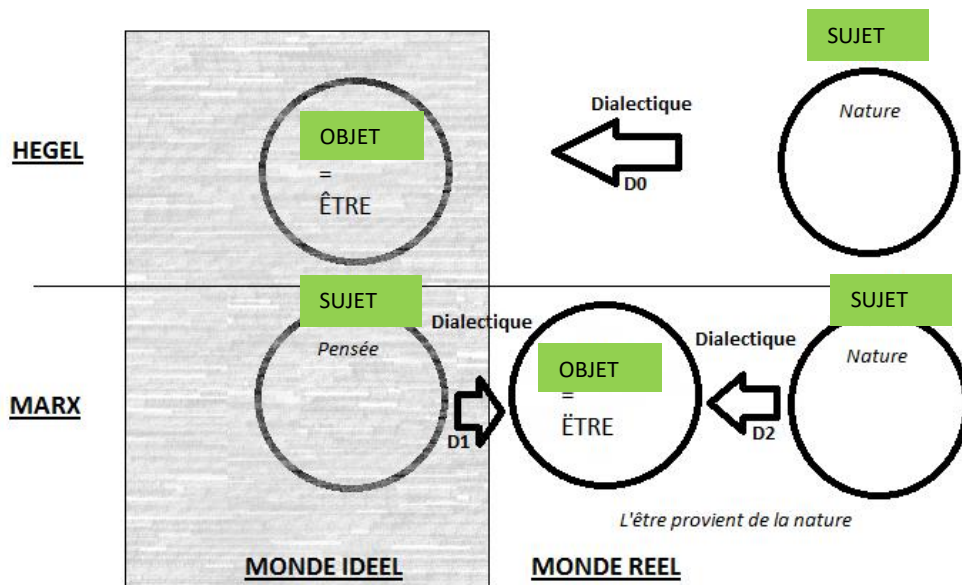 SUJET
Dialectique
Nature
HEGEL
OBJET
=
ÊTRE
D0
SUJET
SUJET
Dialectique
Pensée
Dialectique
Nature
OBJET
MARX
=
ËTRE
D1
D2
L'être provient de la nature
MONDE IDEEL
MONDE REEL